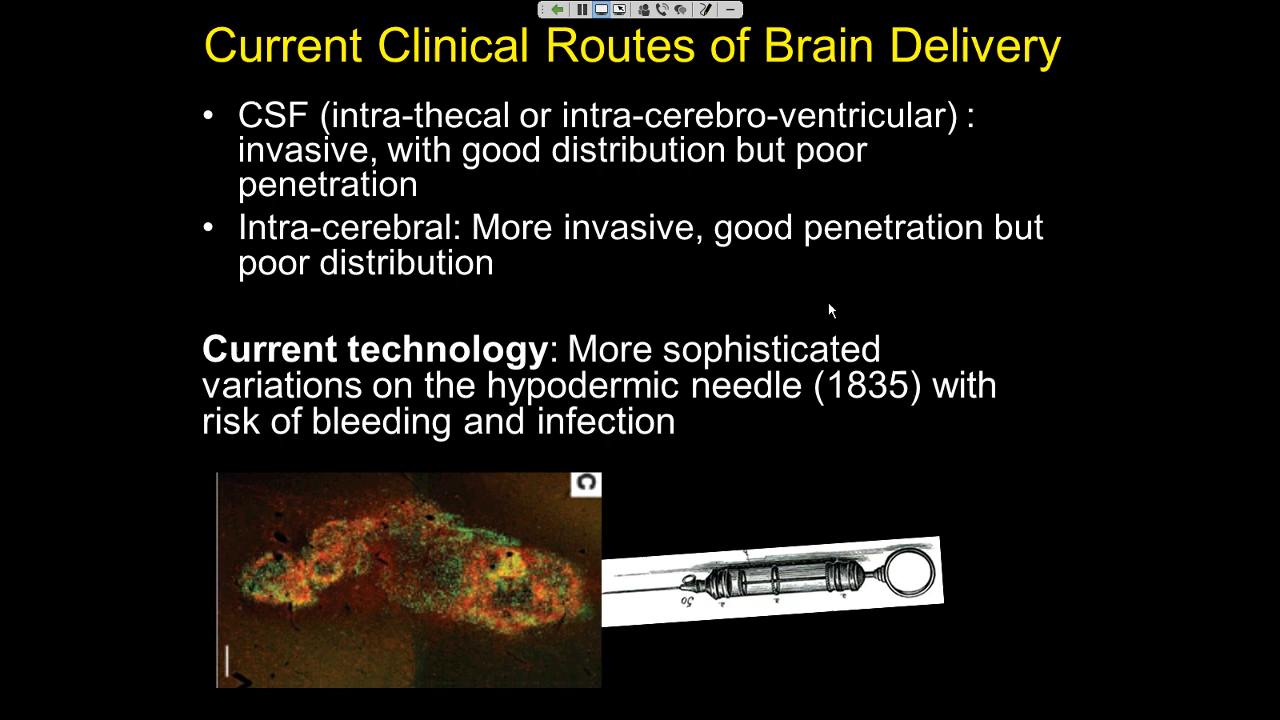 Current Clinical Routes of Brain Delivery
• CSF (intra-thecal or intra-cerebro-ventricular) :
invasive, with good distribution but poor
penetration
• Intra-cerebral: More invasive, good penetration but
poor distribution
Current technology: More sophisticated
variations on the hypodermic needle (1835) with
risk of bleeding and infection
C
50